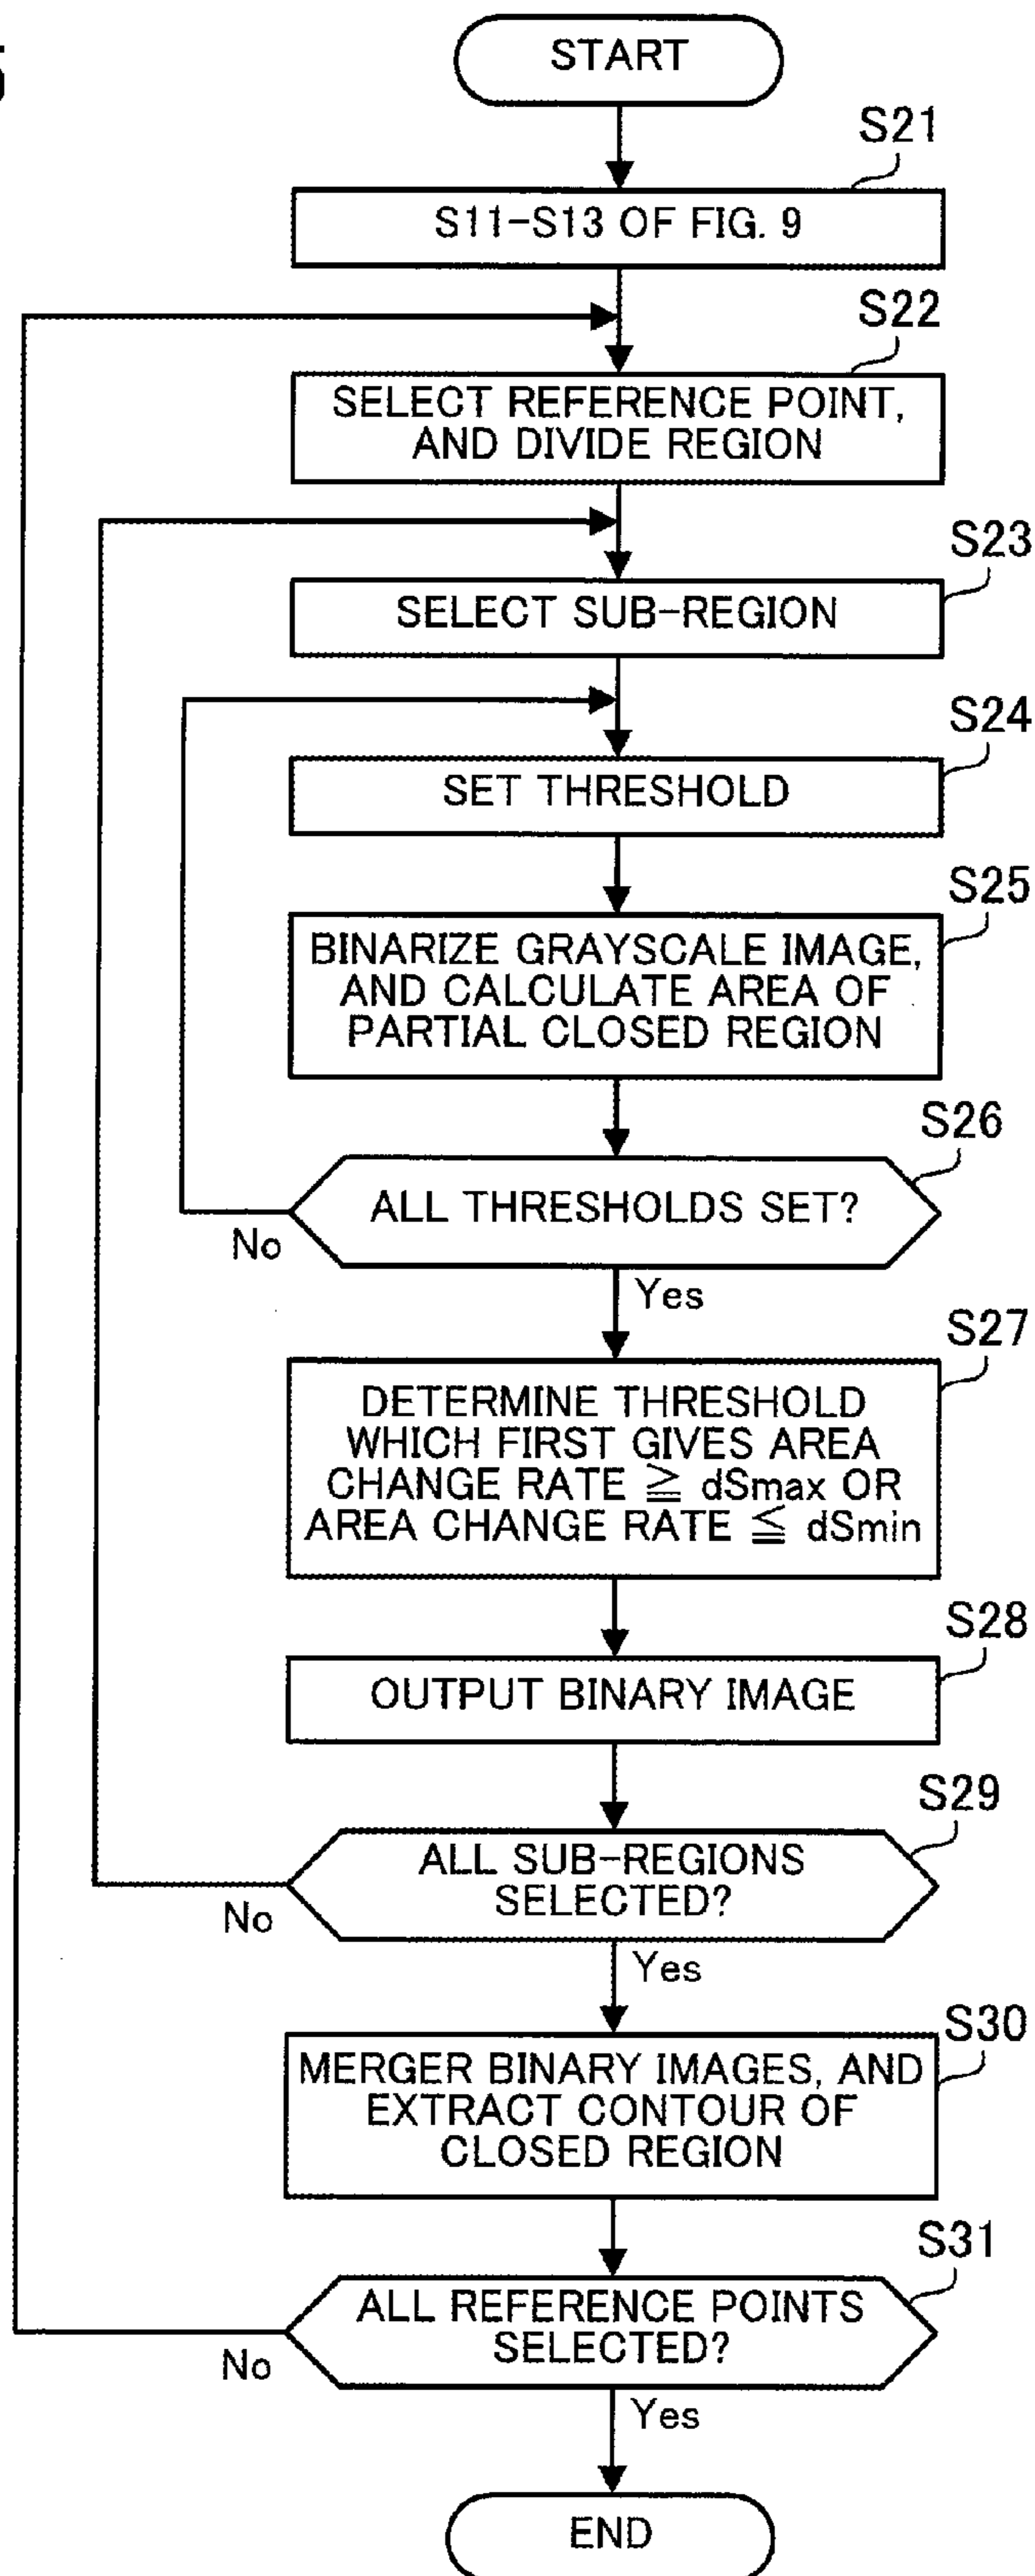 START
S21
S11-S13 OF FIG. 9
S22
SELECT REFERENCE POINT,
AND DIVIDE REGION
S23
SELECT SUB-REGION
S24
SET THRESHOLD
S25
BINARIZE GRAYSCALE IMAGE,
AND CALCULATE AREA OF
PARTIAL CLOSED REGION
S26
ALL THRESHOLDS SET?
No
Yes
S27
DETERMINE THRESHOLD
WHICH FIRST GIVES AREA
CHANGE RATE ≧ dSmax OR
AREA CHANGE RATE ≦ dSmin
S28
OUTPUT BINARY IMAGE
S29
ALL SUB-REGIONS
SELECTED?
No
Yes
S30
MERGER BINARY IMAGES, AND
EXTRACT CONTOUR OF
CLOSED REGION
S31
ALL REFERENCE POINTS
SELECTED?
No
Yes
END